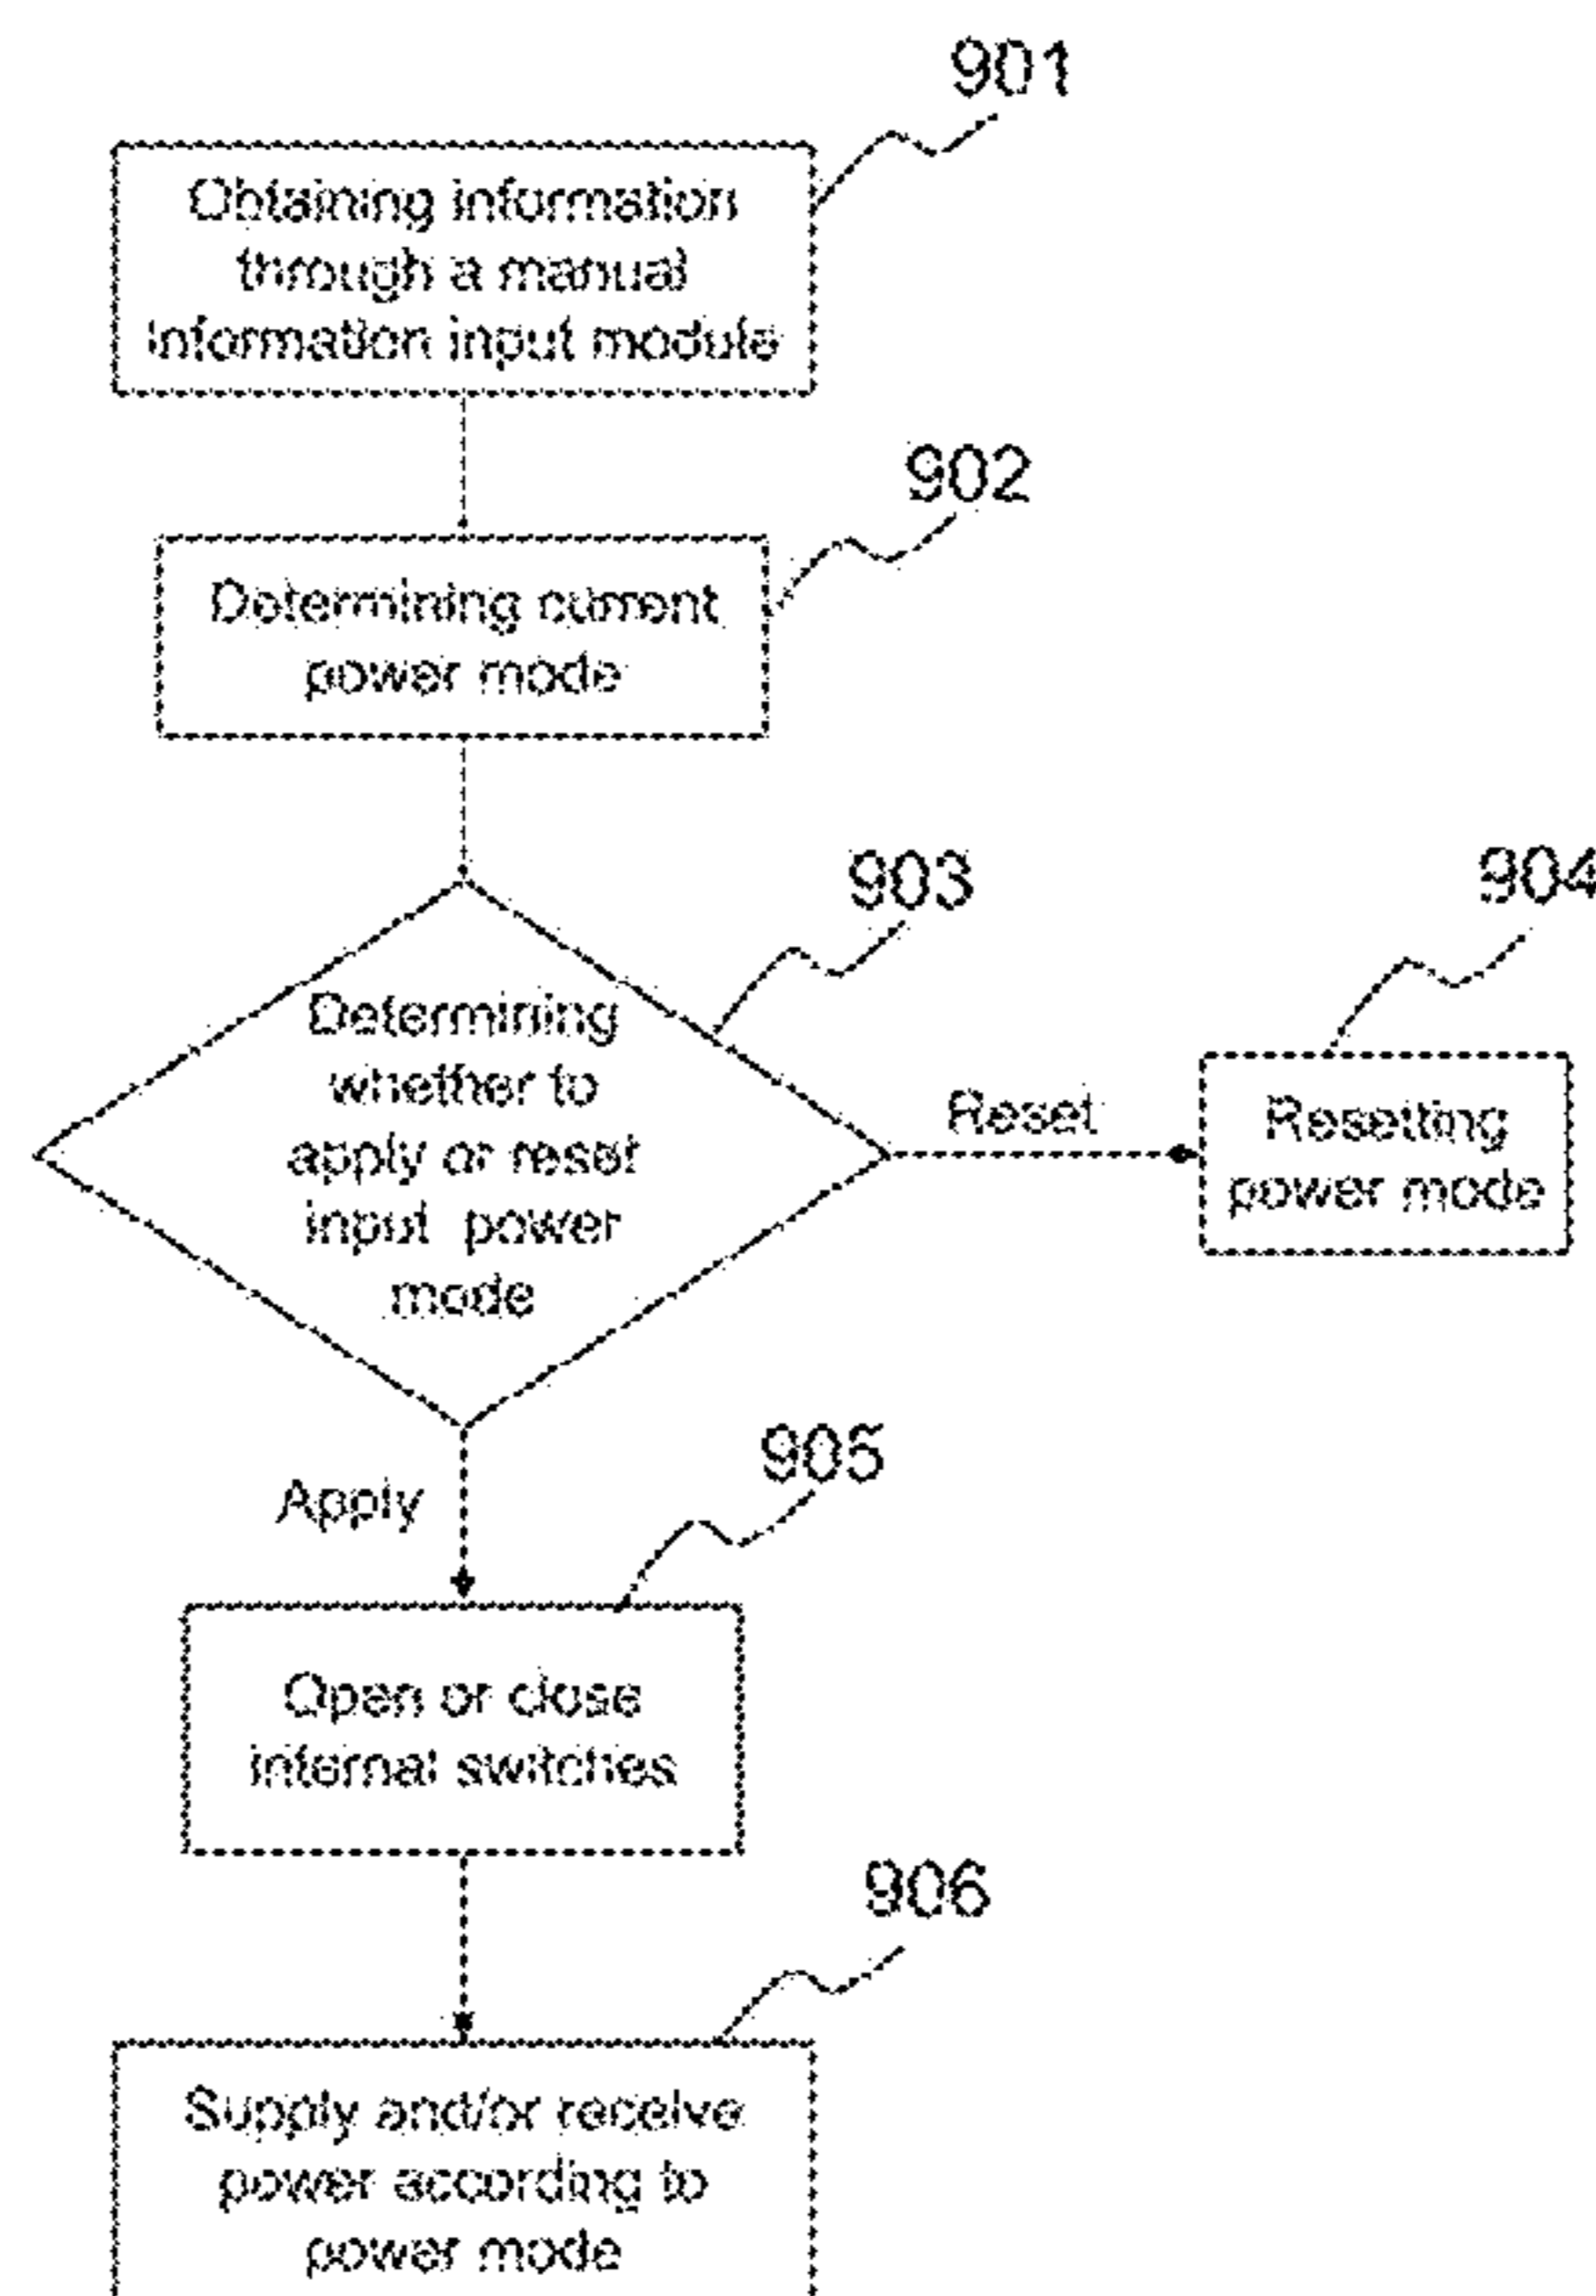 901
Obtaining information
through a manual
information input module
902
Determining current
power mode
903
904
Determining
whether to
apply or reset
input power
mode
Reset
Resetting
power mode
Apply
905
Open or close
internal switches
906
Supply and/or receive
power according to
power mode